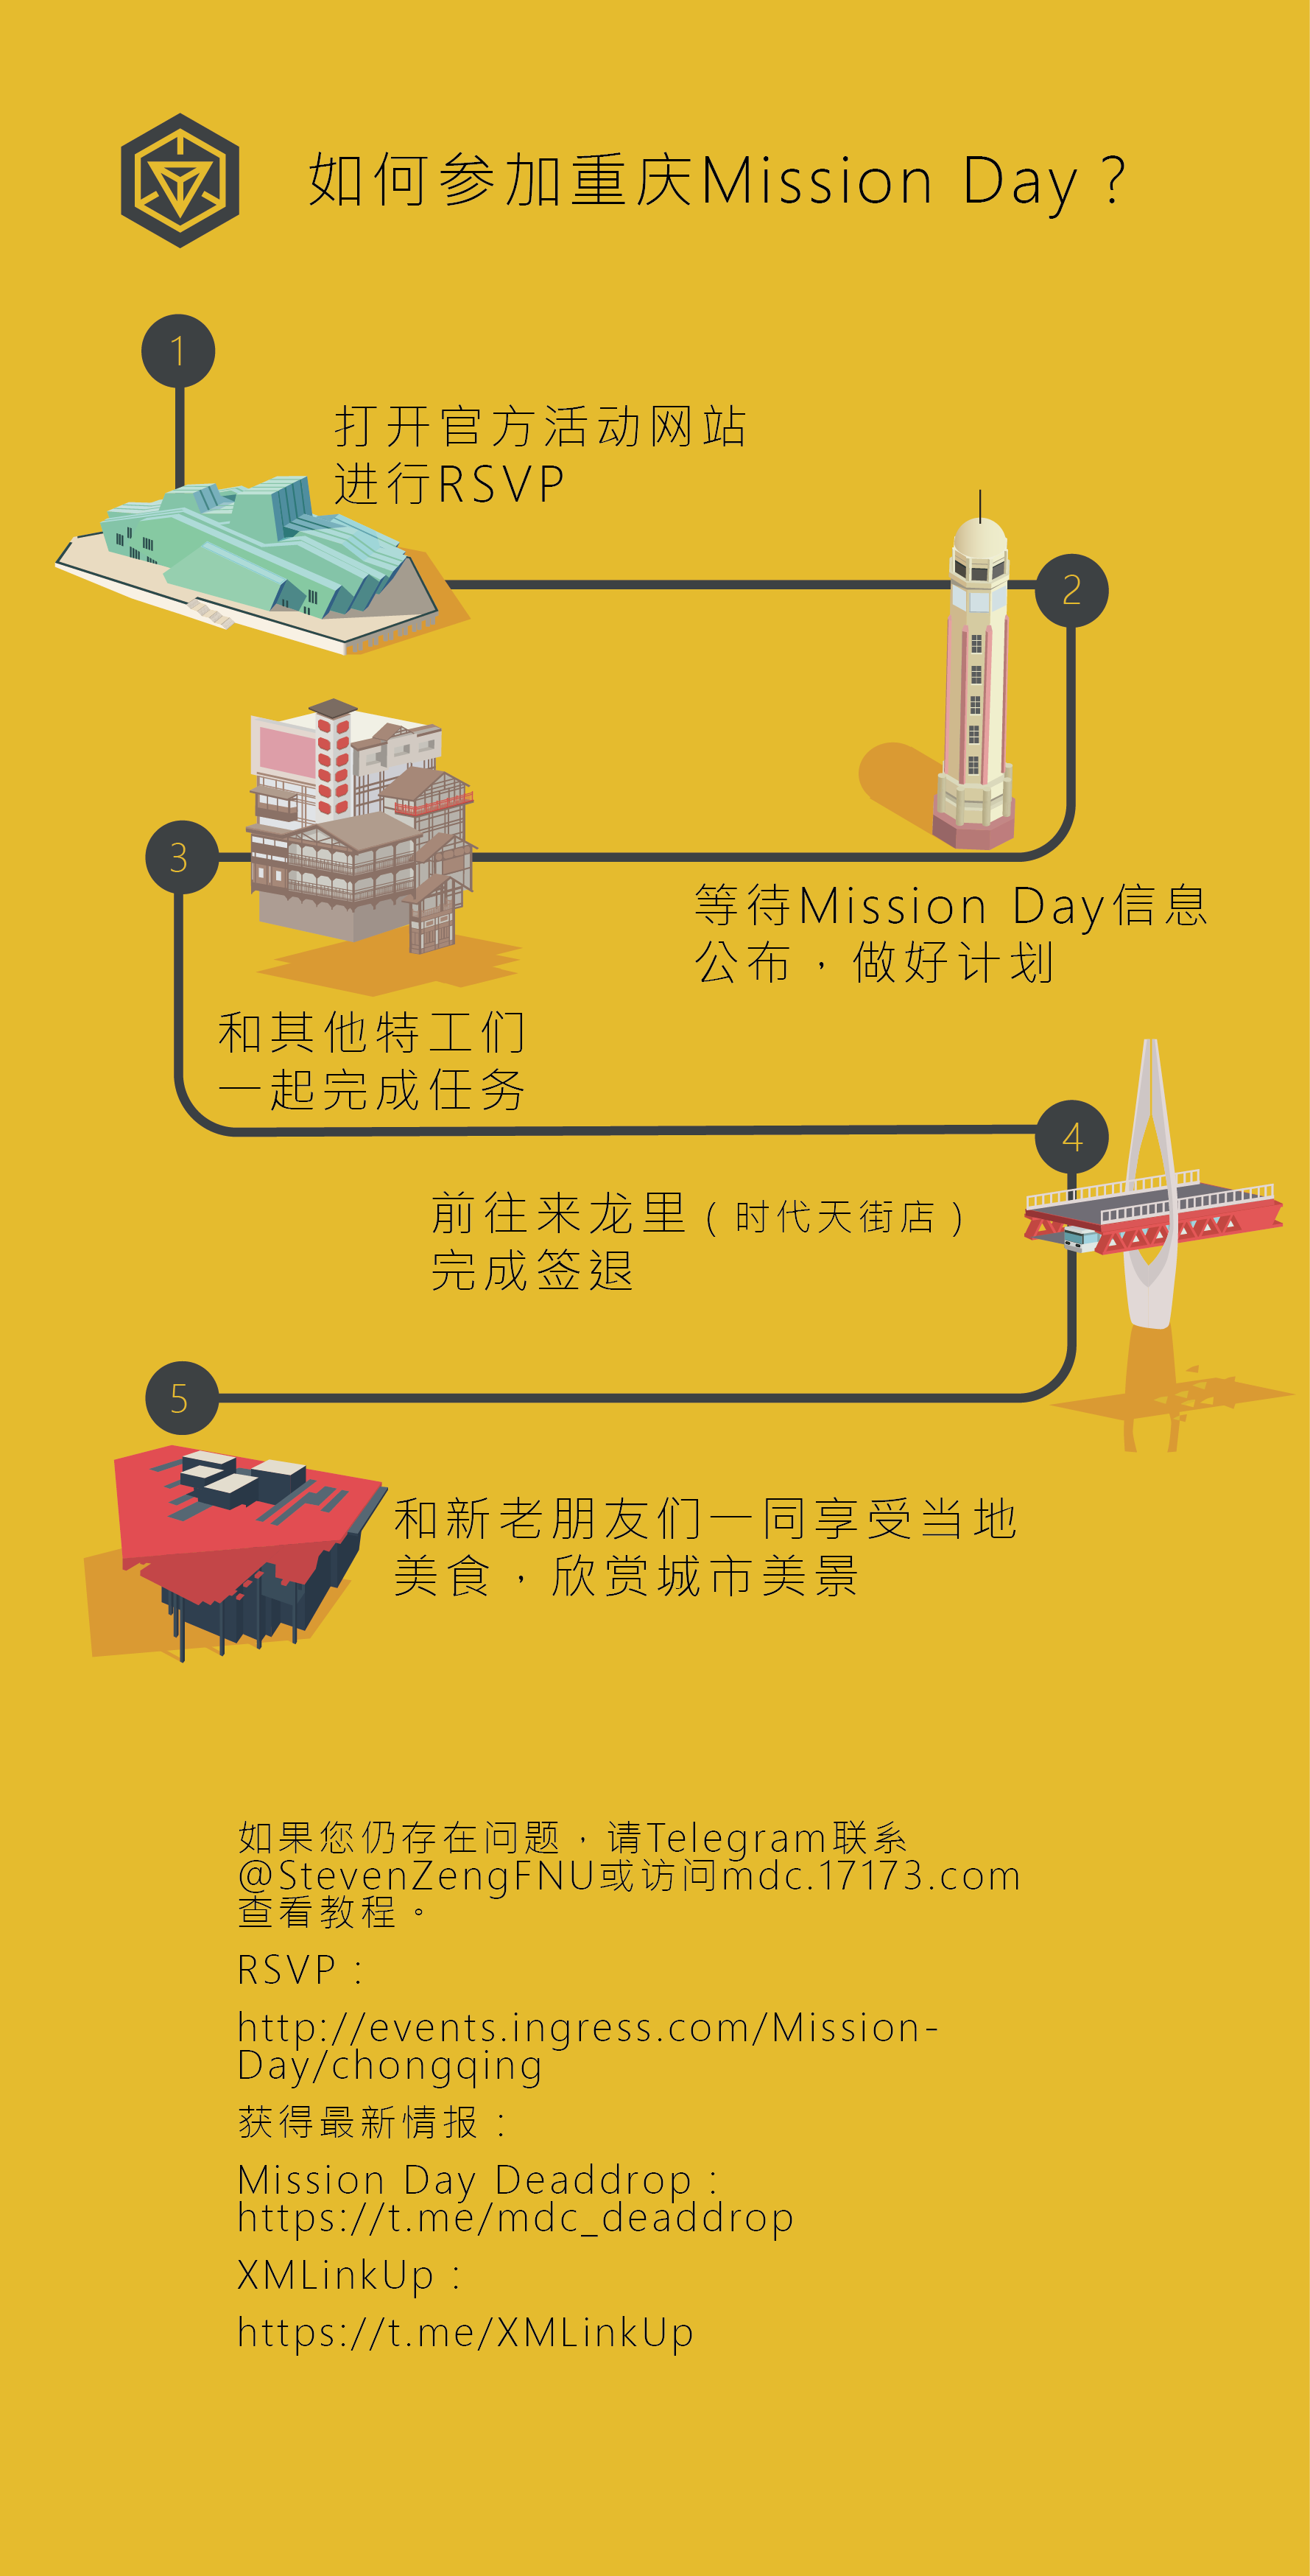 如何参加重庆Mission Day？
1
打开官方活动网站
进行RSVP
2
等待Mission Day信息
公布，做好计划
3
和其他特工们
一起完成任务
4
前往来龙里（时代天街店）
完成签退
5
和新老朋友们一同享受当地
美食，欣赏城市美景
如果您仍存在问题，请Telegram联系
@StevenZengFNU或访问mdc.17173.com
查看教程。
RSVP：
http://events.ingress.com/Mission-
Day/chongqing
获得最新情报：
Mission Day Deaddrop：
https://t.me/mdc_deaddrop
XMLinkUp：
https://t.me/XMLinkUp